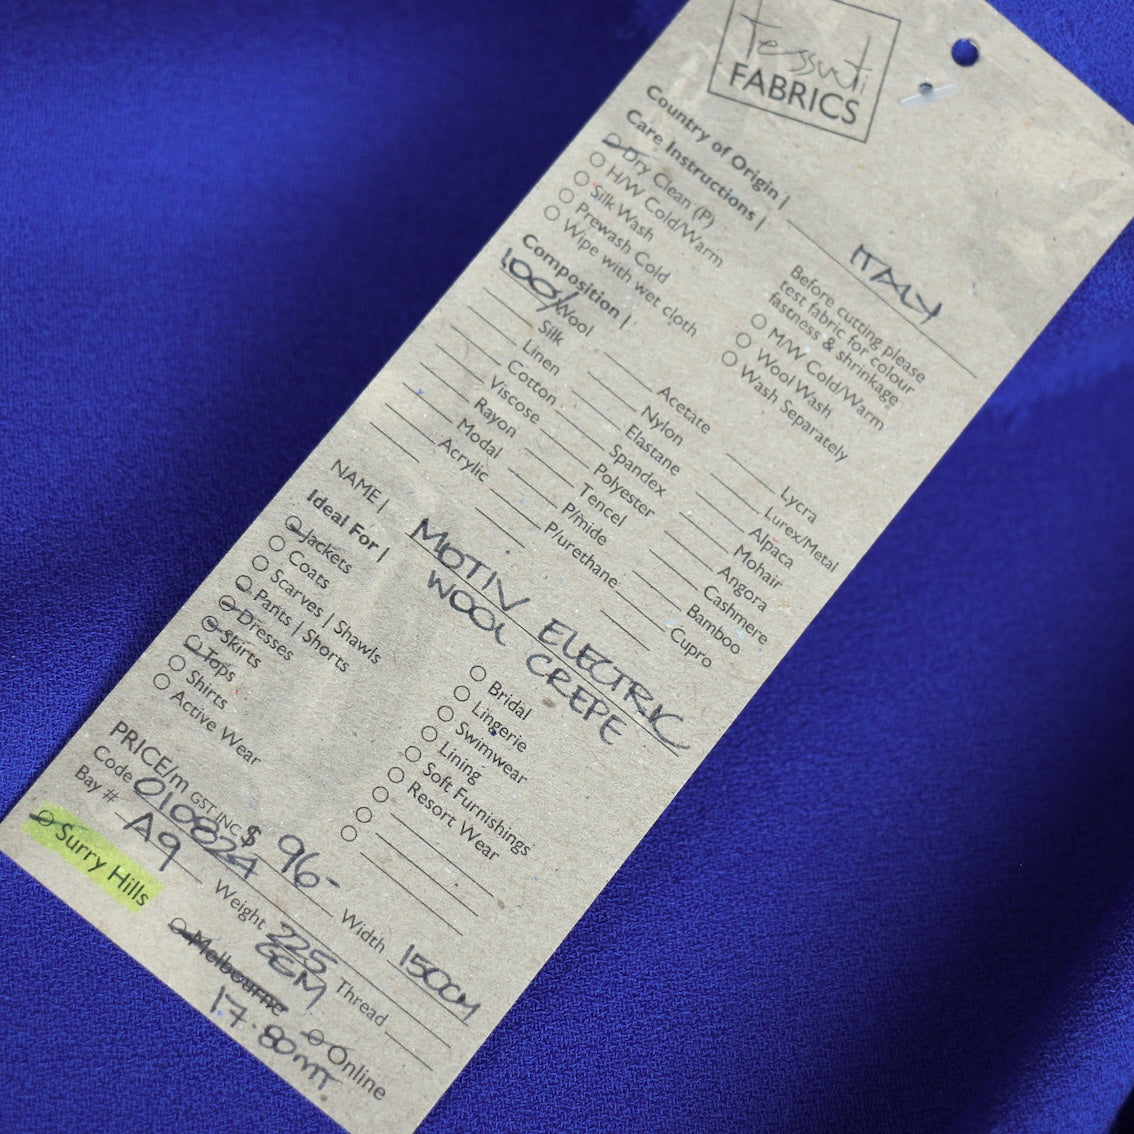 Tessuti
FABRICS
Country of Origin | ITALY
Care Instructions |
Dry Clean (P)
H/W Cold/Warm
Silk Wash
Prewash Cold
Wipe with wet cloth
Before cutting please
test fabric for colour
fastness & shrinkage
M/W Cold/Warm
Wool Wash
Wash Separately
Composition |
100% Wool
Silk
Linen
Cotton
Viscose
Rayon
Modal
Acrylic
Acetate
Nylon
Elastane
Spandex
Polyester
Tencel
P/mide
P/urethane
Lycra
Lurex/Metal
Alpaca
Mohair
Angora
Cashmere
Bamboo
Cupro
NAME | MOTIV ELECTRIC
WOOL CREPE
Ideal For |
Jackets
Coats
Scarves | Shawls
Pants | Shorts
Dresses
Skirts
Tops
Shirts
Active Wear
Bridal
Lingerie
Swimwear
Lining
Soft Furnishings
Resort Wear
PRICE/m GST INC $ 96-
Code 010824 Width 150CM
Bay # A9 Weight 225 GSM Thread
Surry Hills Melbourne Online
17.80mt